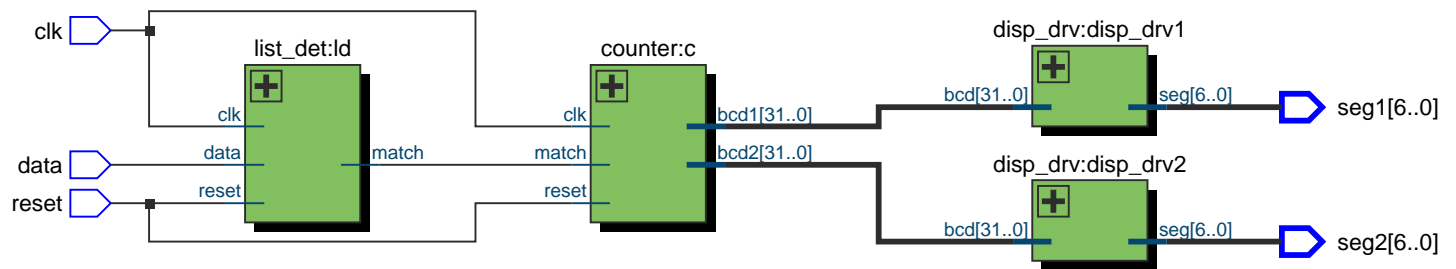 clk
list_det:ld
clk
data
reset
match
counter:c
clk
match
reset
bcd1[31..0]
bcd2[31..0]
disp_drv:disp_drv1
bcd[31..0]
seg[6..0]
seg1[6..0]
disp_drv:disp_drv2
bcd[31..0]
seg[6..0]
seg2[6..0]
data
reset